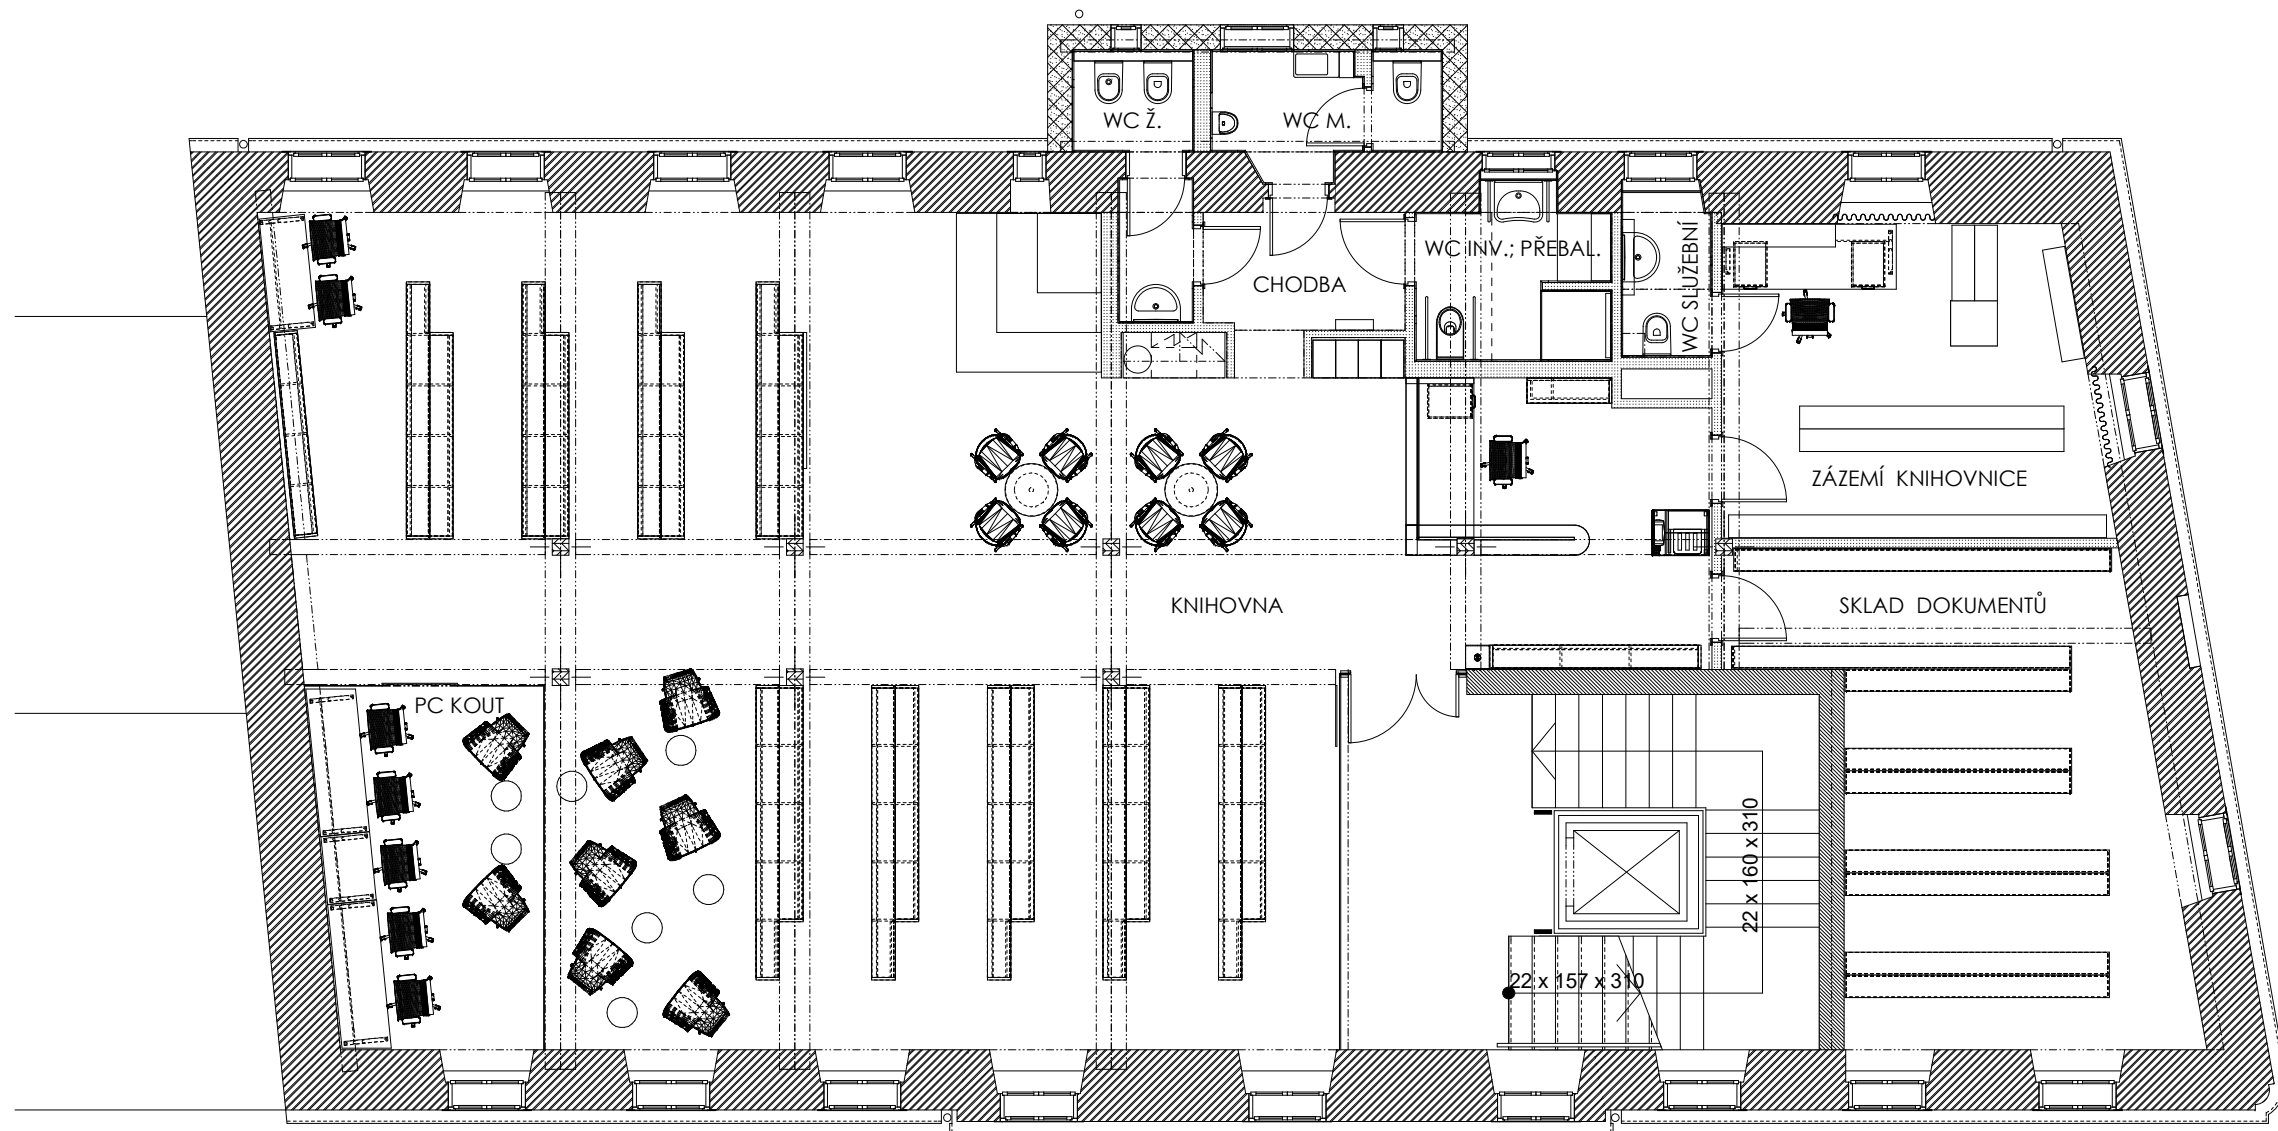 WC Ž.
WC M.
WC INV.; PŘEBAL.
WC SLUŽEBNÍ
CHODBA
ZÁZEMÍ KNIHOVNICE
KNIHOVNA
SKLAD DOKUMENTŮ
PC KOUT
22 x 160 x 310
22 x 157 x 310